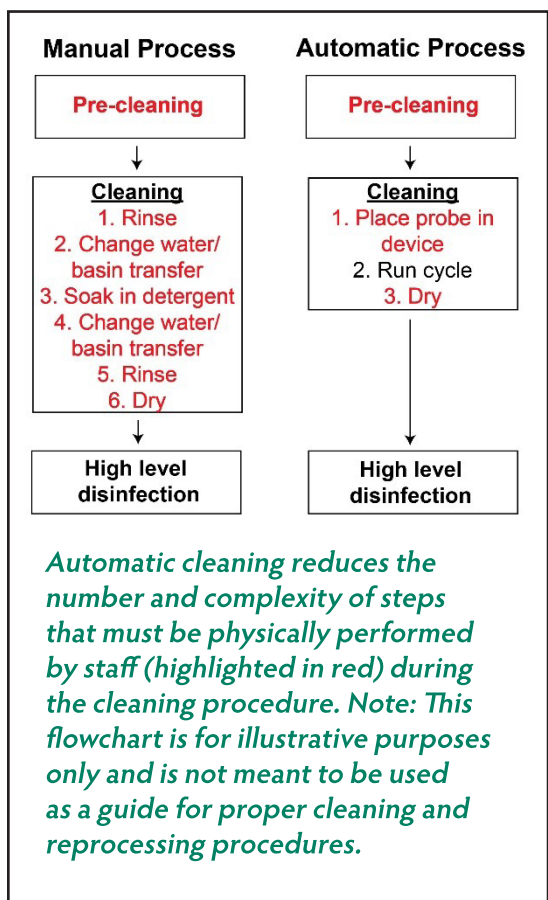 Manual Process
Pre-cleaning
Cleaning
1. Rinse
2. Change water/
basin transfer
3. Soak in detergent
4. Change water/
basin transfer
5. Rinse
6. Dry
High level
disinfection
Automatic Process
Pre-cleaning
Cleaning
1. Place probe in
device
2. Run cycle
3. Dry
High level
disinfection
Automatic cleaning reduces the
number and complexity of steps
that must be physically performed
by staff (highlighted in red) during
the cleaning procedure. Note: This
flowchart is for illustrative purposes
only and is not meant to be used
as a guide for proper cleaning and
reprocessing procedures.